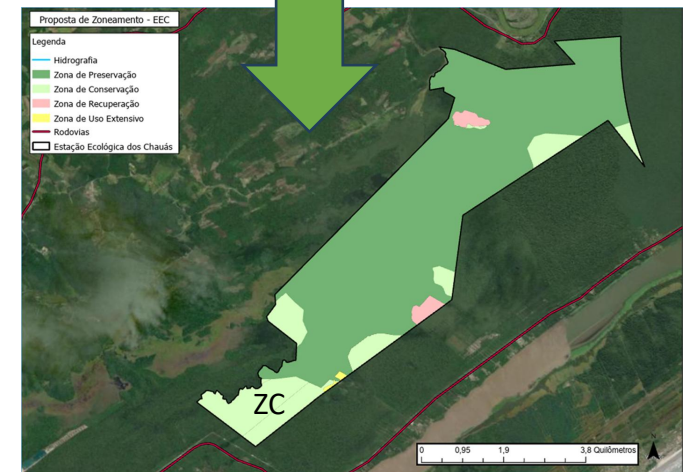 Proposta de Zoneamento - EEC
Legenda
Hidrografia
Zona de Preservação
Zona de Conservação
Zona de Recuperação
Zona de Uso Extensivo
Rodovias
Estação Ecológica dos Chauás
ZC
N
0 0,95 1,9 3,8 Quilômetros